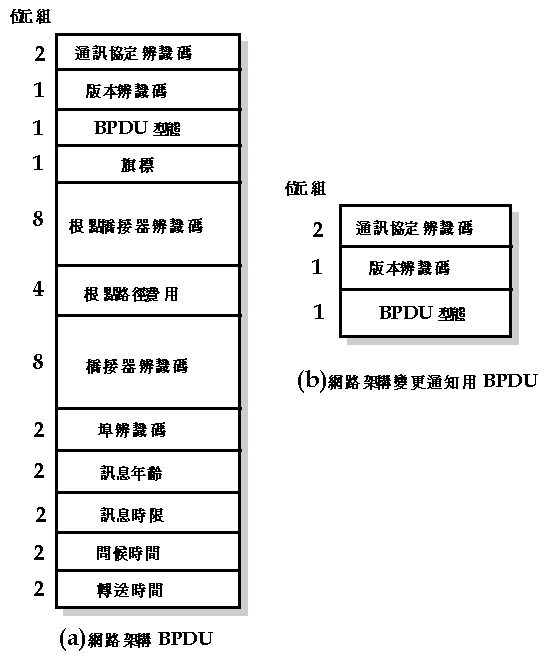 位元組
2 通訊協定辨識碼
1 版本辨識碼
1 BPDU 型態
1 旗標
8 根點橋接器辨識碼
4 根點路徑費用
8 橋接器辨識碼
2 埠辨識碼
2 訊息年齡
2 訊息時限
2 問候時間
2 轉送時間
(a)網路架構 BPDU
位元組
2 通訊協定辨識碼
1 版本辨識碼
1 BPDU 型態
(b)網路架構變更通知用 BPDU